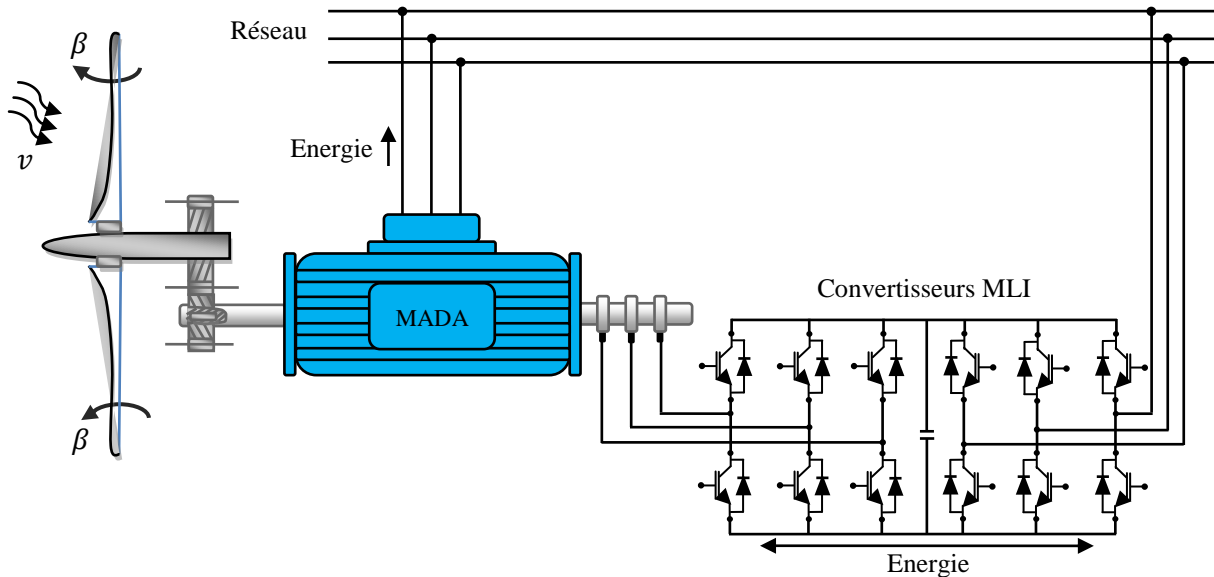 Réseau
β
v
Energie
Convertisseurs MLI
MADA
β
Energie